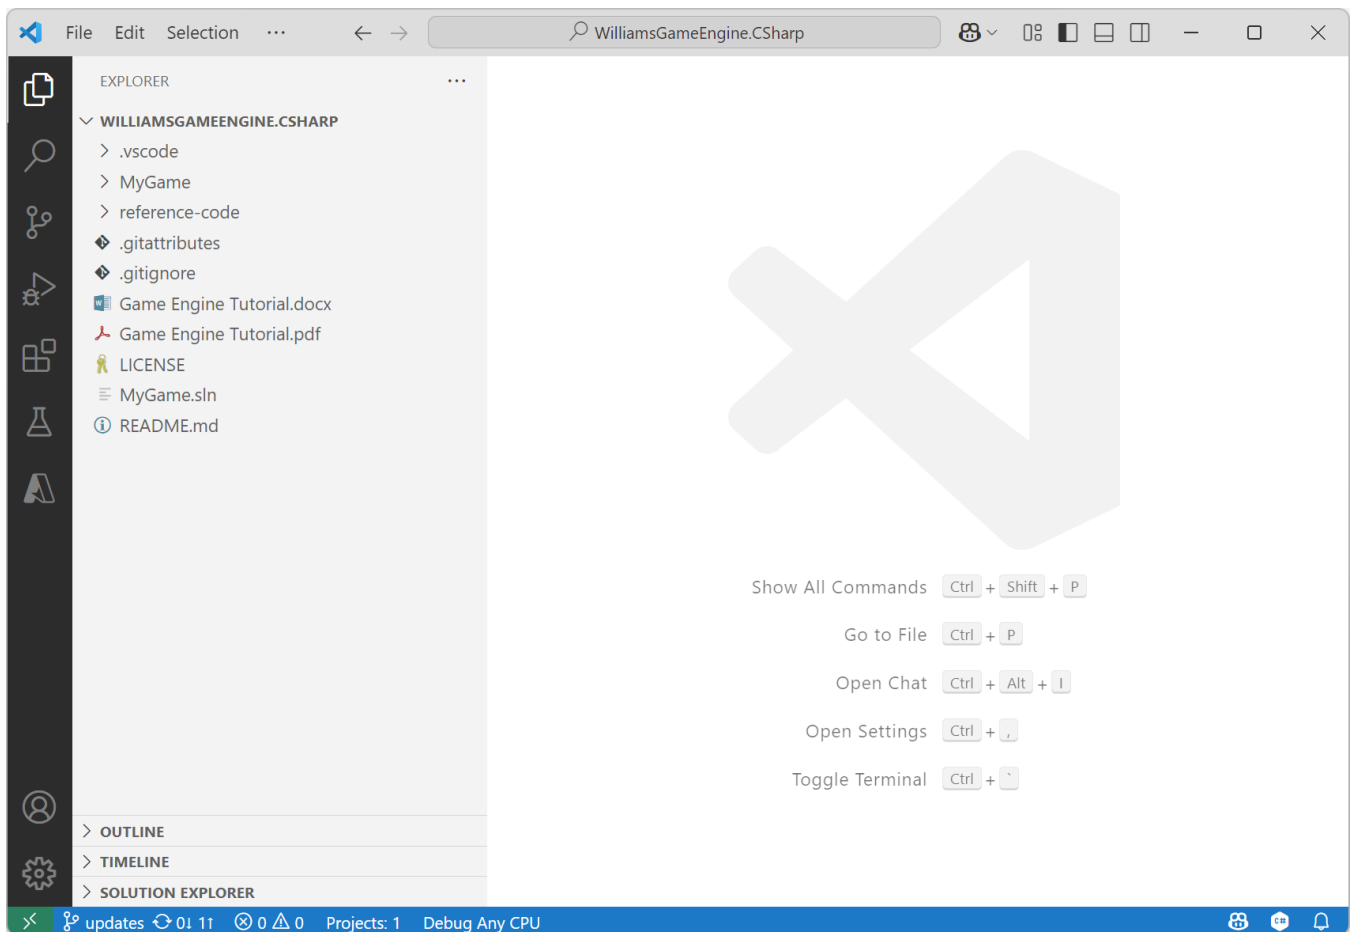 File Edit Selection ··· WilliamsGameEngine.CSharp
EXPLORER ···
WILLIAMSGAMEENGINE.CSHARP
.vscode
MyGame
reference-code
.gitattributes
.gitignore
Game Engine Tutorial.docx
Game Engine Tutorial.pdf
LICENSE
MyGame.sln
README.md
Show All Commands Ctrl + Shift + P
Go to File Ctrl + P
Open Chat Ctrl + Alt + I
Open Settings Ctrl + ,
Toggle Terminal Ctrl + `
OUTLINE
TIMELINE
SOLUTION EXPLORER
updates 0↓ 1↑ 0 0 Projects: 1 Debug Any CPU C#